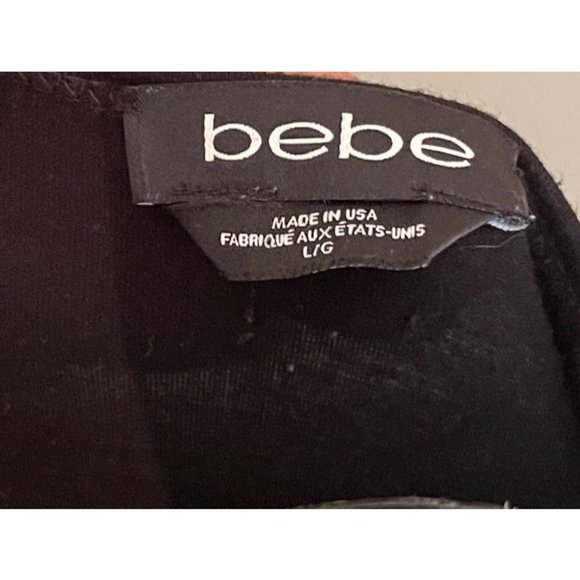 bebe
MADE IN USA
FABRIQUÉ AUX ÉTATS-UNIS
L/G